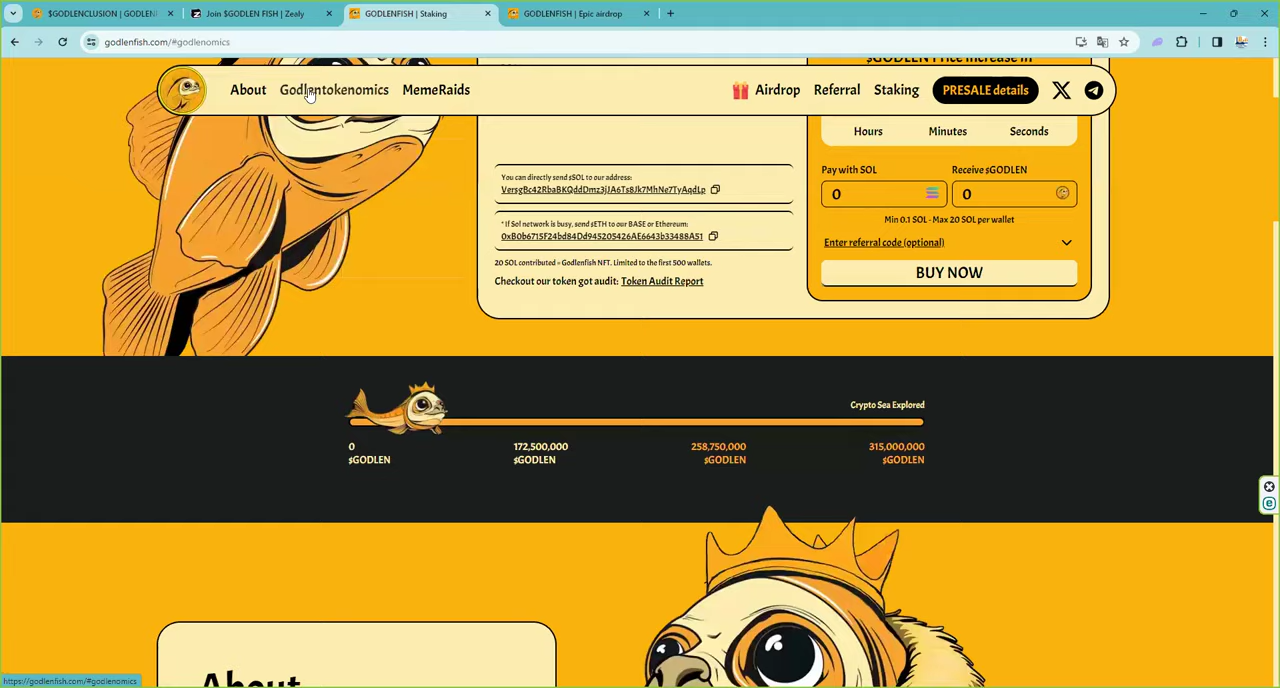 $GODLENCLUSION | GODLEN
Join $GODLEN FISH | Zealy
GODLENFISH | Staking
GODLENFISH | Epic airdrop
godlenfish.com/#godlenomics
$GODLEN Price increase in
About
Godlentokenomics
MemeRaids
Airdrop
Referral
Staking
PRESALE details
Hours
Minutes
Seconds
You can directly send $SOL to our address:
VersgBc42RbaBKQddDmz3jJA6Ts8Jk7MhNe7TyAqdLp
* If Sol network is busy, send $ETH to our BASE or Ethereum:
0xB0b6715F24bd84Dd945205426AE6643b33488A51
20 SOL contributed = Godlenfish NFT. Limited to the first 500 wallets.
Checkout our token got audit: Token Audit Report
Pay with SOL
Receive $GODLEN
0
0
Min 0.1 SOL - Max 20 SOL per wallet
Enter referral code (optional)
BUY NOW
Crypto Sea Explored
0
$GODLEN
172,500,000
$GODLEN
258,750,000
$GODLEN
315,000,000
$GODLEN
About
https://godlenfish.com/#godlenomics